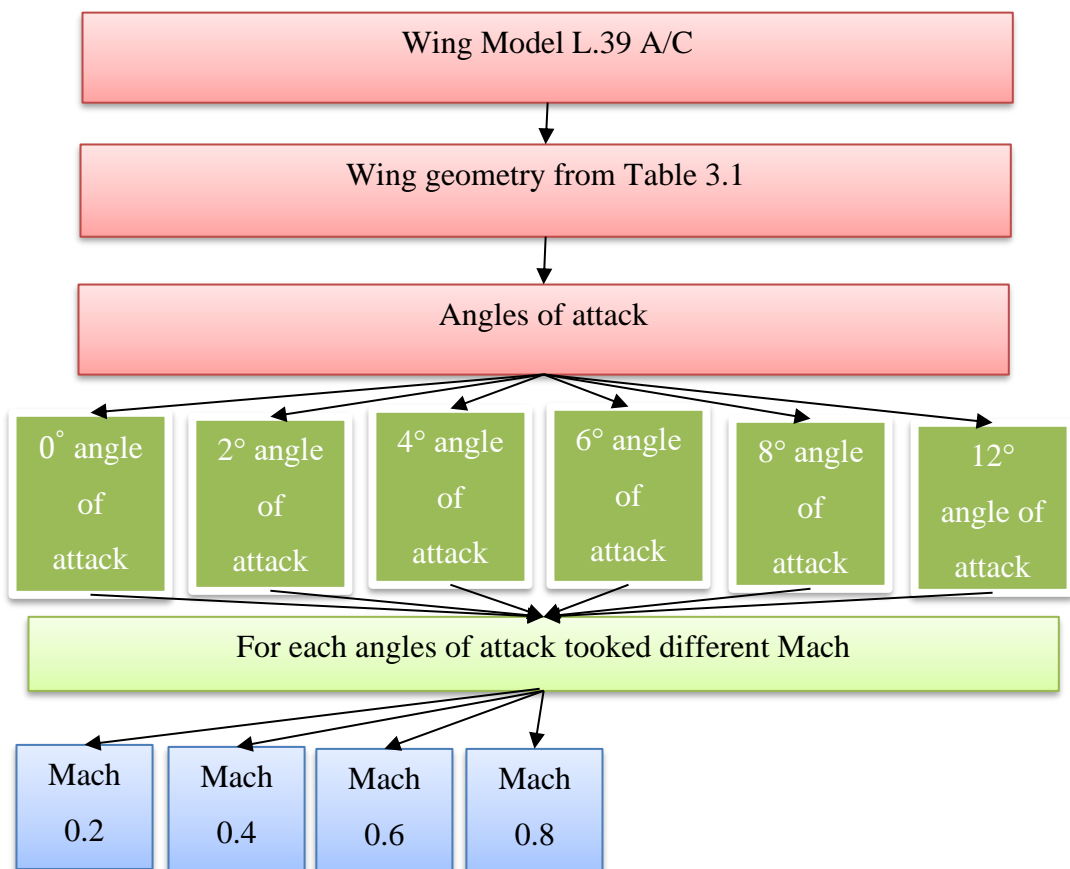 Wing Model L.39 A/C
Wing geometry from Table 3.1
Angles of attack
0° angle
of
attack
2° angle
of
attack
4° angle
of
attack
6° angle
of
attack
8° angle
of
attack
12°
angle of
attack
For each angles of attack tooked different Mach
Mach
0.2
Mach
0.4
Mach
0.6
Mach
0.8